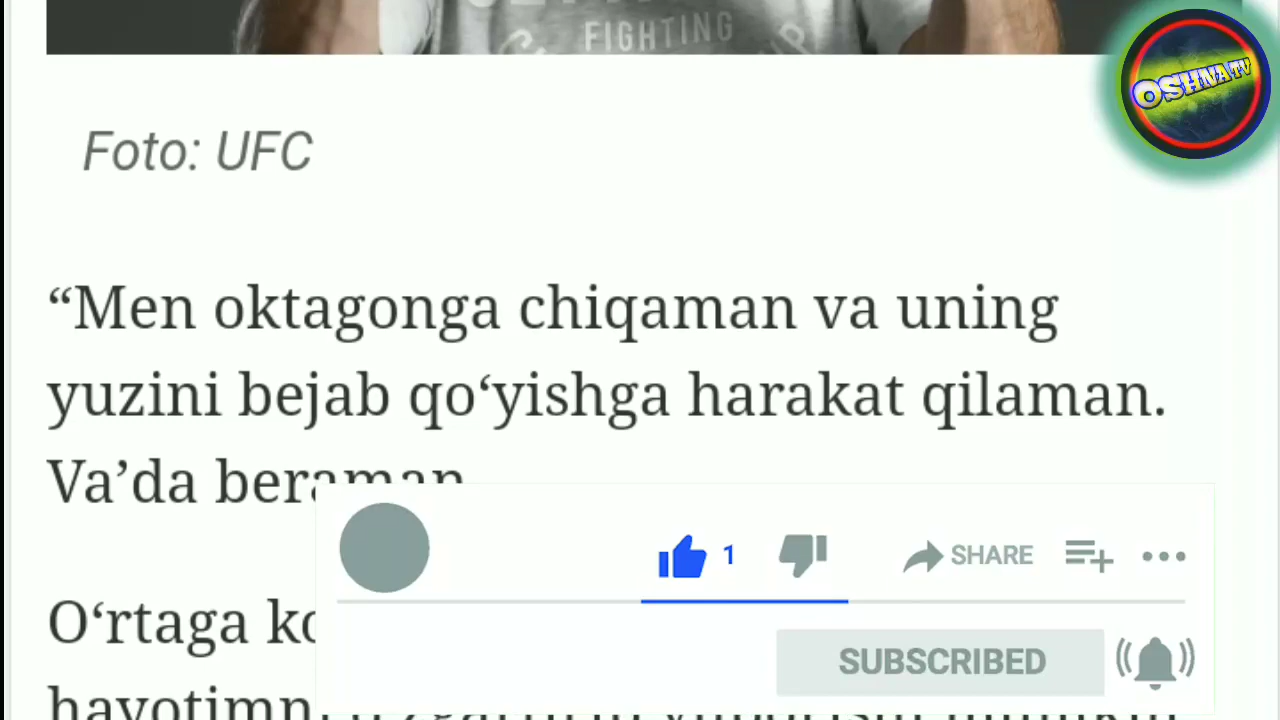 FIGHTING
OSHNA TV
Foto: UFC
“Men oktagonga chiqaman va uning
yuzini bejab qo‘yishga harakat qilaman.
Va’da beraman
1
SHARE
O‘rtaga
SUBSCRIBED